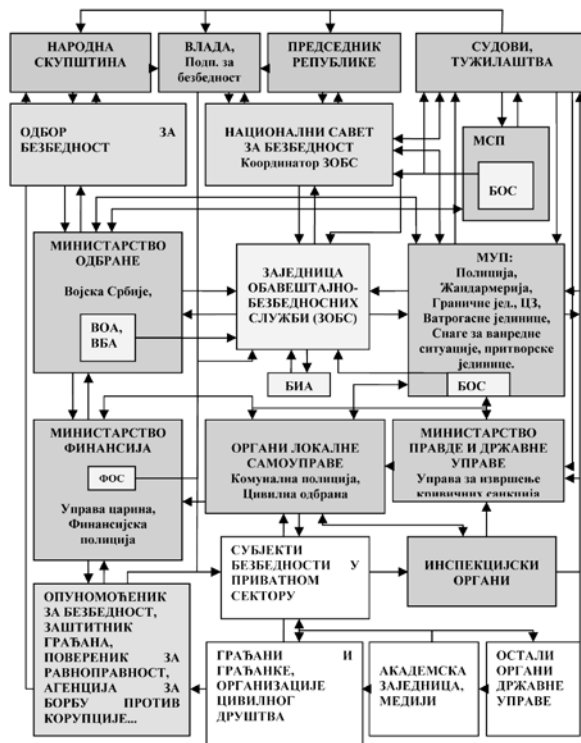 НАРОДНА
СКУПШТИНА
ВЛАДА,
Подп. за
безбедност
ПРЕДСЕДНИК
РЕПУБЛИКЕ
СУДОВИ,
ТУЖИЛАШТВА
ОДБОР ЗА
БЕЗБЕДНОСТ
НАЦИОНАЛНИ САВЕТ
ЗА БЕЗБЕДНОСТ
Координатор ЗОБС
МСП
БОС
МИНИСТАРСТВО
ОДБРАНЕ
Војска Србије,
ВОА,
ВБА
ЗАЈЕДНИЦА
ОБАВЕШТАЈНО-
БЕЗБЕДНОСНИХ
СЛУЖБИ (ЗОБС)
БИА
МУП:
Полиција,
Жандармерија,
Граничне јед., ЦЗ,
Ватрогасне јединице,
Снаге за ванредне
ситуације, притворске
јединице.
БОС
МИНИСТАРСТВО
ФИНАНСИЈА
ФОС
Управа царина,
Финансијска
полиција
ОРГАНИ ЛОКАЛНЕ
САМОУПРАВЕ
Комунална полиција,
Цивилна одбрана
МИНИСТАРСТВО
ПРАВДЕ И ДРЖАВНЕ
УПРАВЕ
Управа за извршење
кривичних санкција
СУБЈЕКТИ
БЕЗБЕДНОСТИ У
ПРИВАТНОМ
СЕКТОРУ
ИНСПЕКЦИЈСКИ
ОРГАНИ
ОПУНОМОЋЕНИК
ЗА БЕЗБЕДНОСТ,
ЗАШТИТНИК
ГРАЂАНА,
ПОВЕРЕНИК ЗА
РАВНОПРАВНОСТ,
АГЕНЦИЈА ЗА
БОРБУ ПРОТИВ
КОРУПЦИЈЕ...
ГРАЂАНИ И
ГРАЂАНКЕ,
ОРГАНИЗАЦИЈЕ
ЦИВИЛНОГ
ДРУШТВА
АКАДЕМСКА
ЗАЈЕДНИЦА,
МЕДИЈИ
ОСТАЛИ
ОРГАНИ
ДРЖАВНЕ
УПРАВЕ